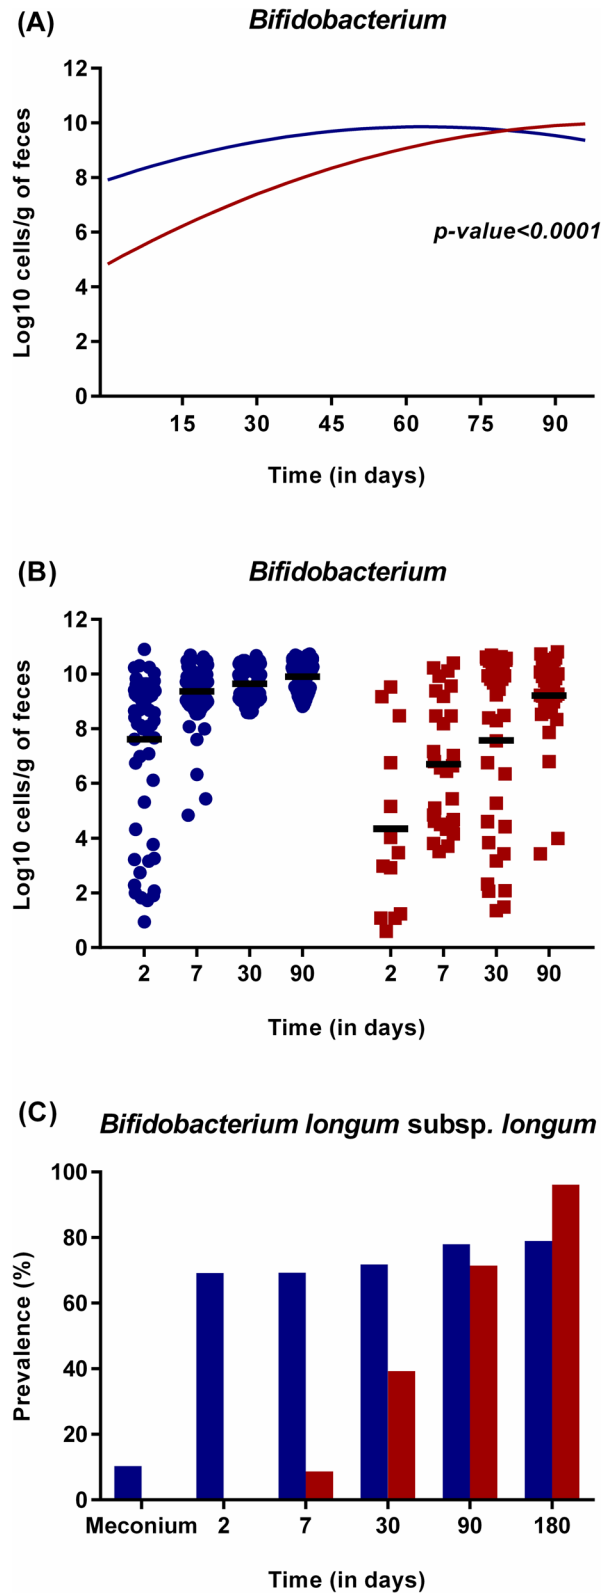 (A)
Bifidobacterium
Log10 cells/g of feces
12
10
8
6
4
2
0
p-value<0.0001
15 30 45 60 75 90
Time (in days)
(B)
Bifidobacterium
Log10 cells/g of feces
12
10
8
6
4
2
0
2 7 30 90 2 7 30 90
Time (in days)
(C)
Bifidobacterium longum subsp. longum
Prevalence (%)
100
80
60
40
20
0
Meconium 2 7 30 90 180
Time (in days)